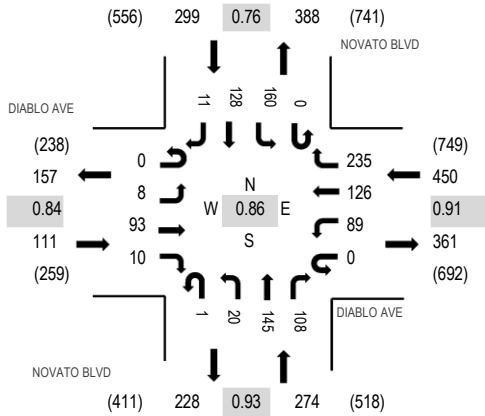 (556) 299 0.76 388 (741)
NOVATO BLVD
11 128 160 0
DIABLO AVE
(238)
157
0.84
111
(259)
0
8
93
10
N
W 0.86 E
S
235
126
89
0
(749)
450
0.91
361
(692)
1 20 145 108
DIABLO AVE
NOVATO BLVD
(411) 228 0.93 274 (518)